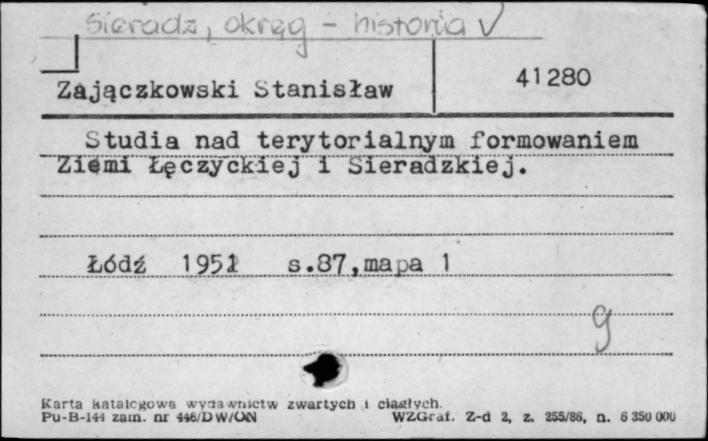 Sieradz, okręg - historia V
Zajączkowski Stanisław
41280
Studia nad terytorialnym formowaniem
Ziemi Łęczyckiej i Sieradzkiej.
Łódź 1951 s.87,mapa 1
g
Karta katalogowa wydawnictw zwartych i ciągłych.
Pu-B-144 zam. nr 446/DW/ON WZGraf. Z-d 2, z. 255/86, n. 6 350 000